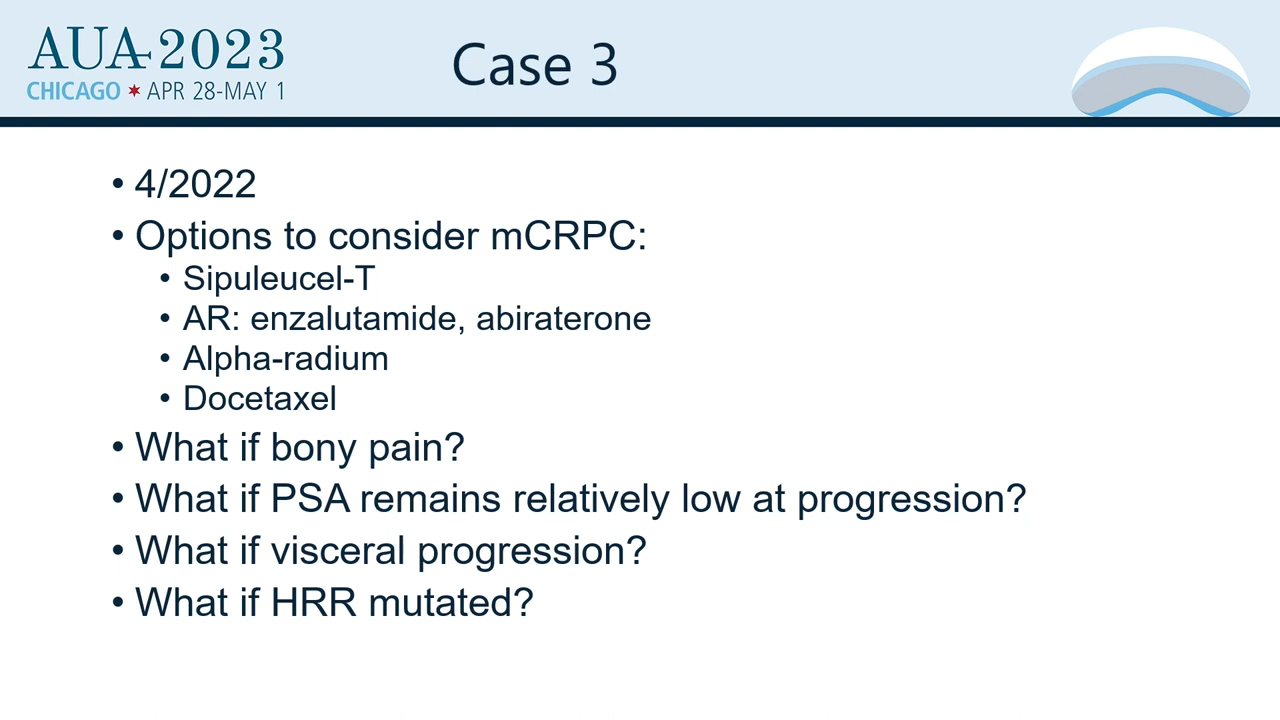 AUA 2023
CHICAGO ★ APR 28-MAY 1
Case 3
• 4/2022
• Options to consider mCRPC:
• Sipuleucel-T
• AR: enzalutamide, abiraterone
• Alpha-radium
• Docetaxel
• What if bony pain?
• What if PSA remains relatively low at progression?
• What if visceral progression?
• What if HRR mutated?